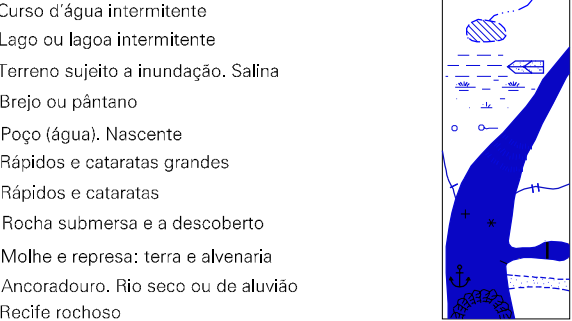 Curso d'água intermitente
Lago ou lagoa intermitente
Terreno sujeito a inundação. Salina
Brejo ou pântano
Poço (água). Nascente
Rápidos e cataratas grandes
Rápidos e cataratas
Rocha submersa e a descoberto
Molhe e represa: terra e alvenaria
Ancoradouro. Rio seco ou de aluvião
Recife rochoso